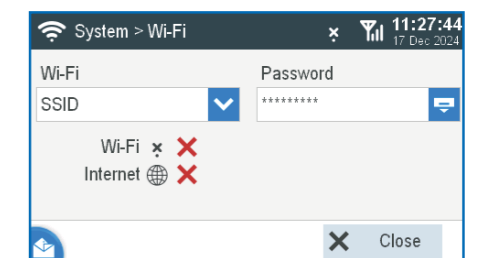 System > Wi-Fi
11:27:44
17 Dec 2024
Wi-Fi Password
SSID *********
Wi-Fi
Internet
Close